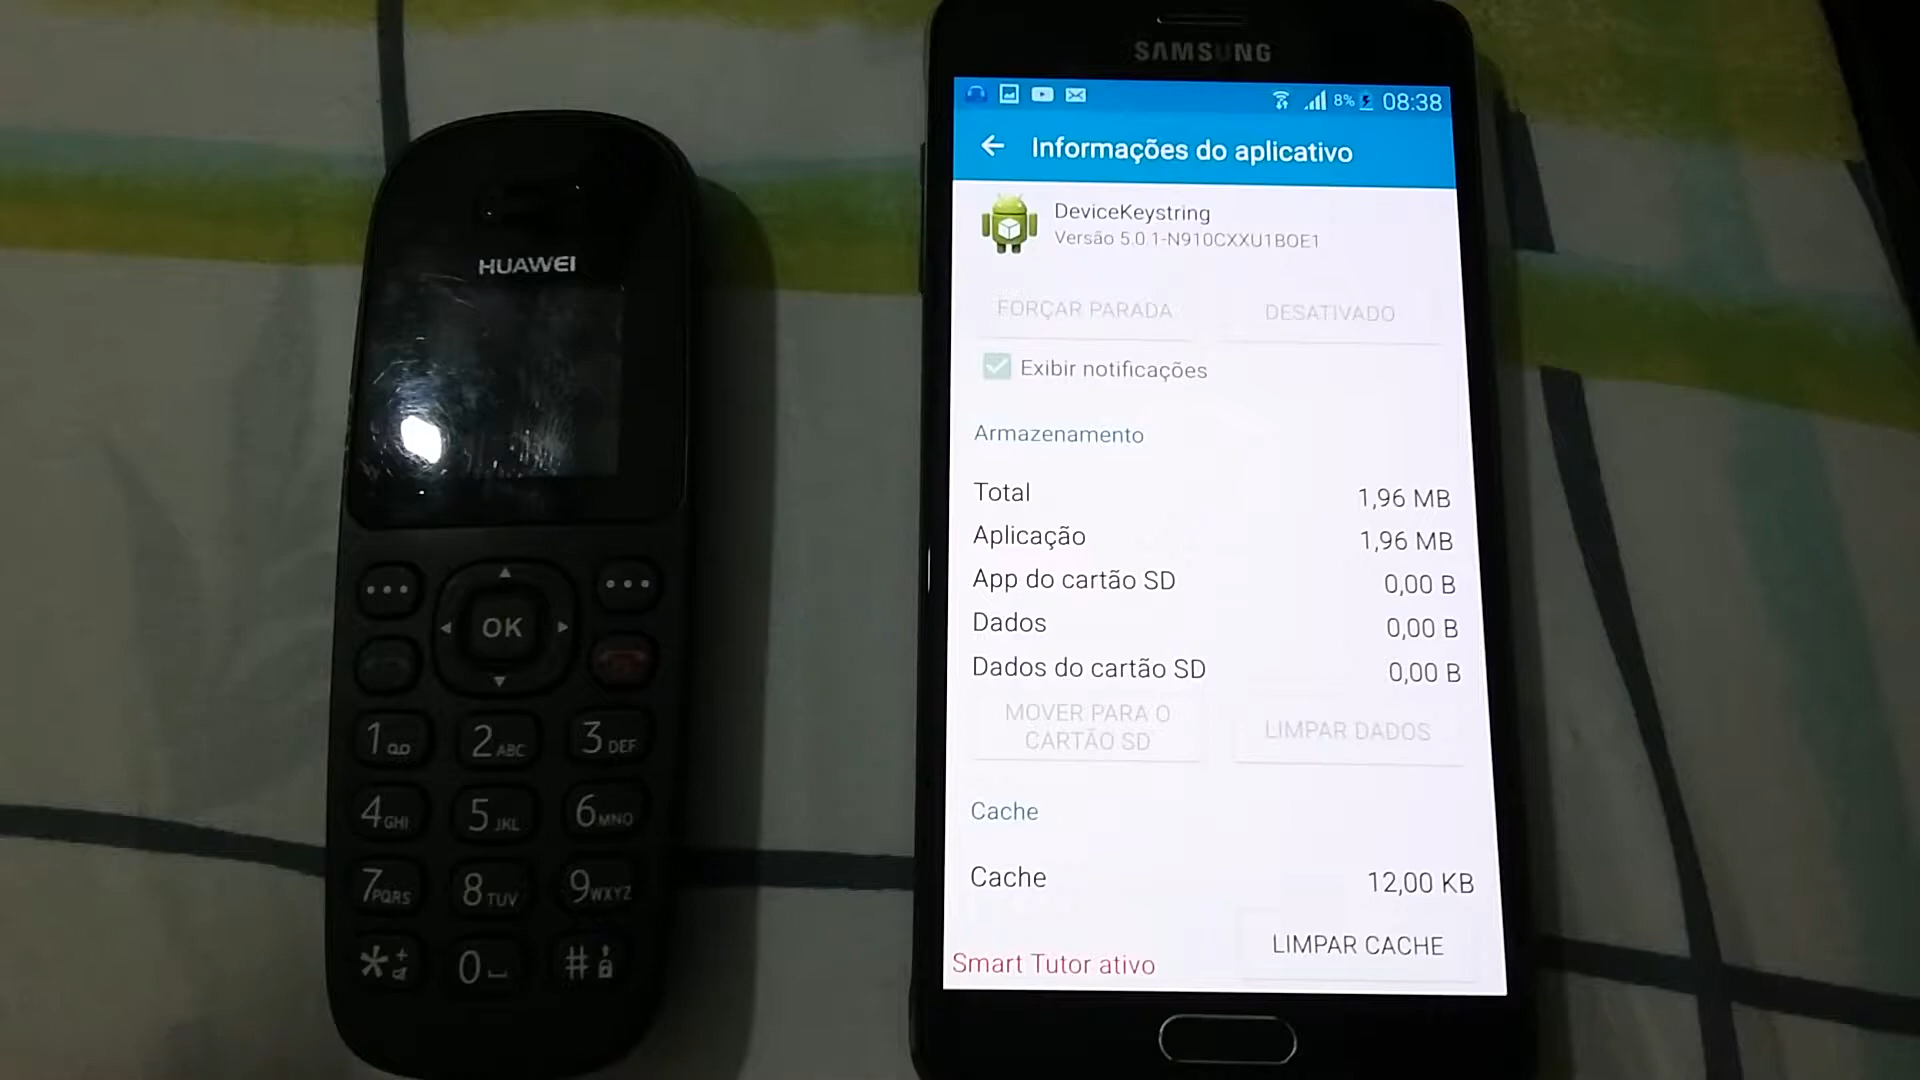 HUAWEI
OK
1
2 ABC
3 DEF
4 GHI
5 JKL
6 MNO
7 PQRS
8 TUV
9 WXYZ
* +
0
#
SAMSUNG
8% 08:38
Informações do aplicativo
DeviceKeystring
Versão 5.0.1-N910CXXU1BOE1
FORÇAR PARADA DESATIVADO
Exibir notificações
Armazenamento
Total 1,96 MB
Aplicação 1,96 MB
App do cartão SD 0,00 B
Dados 0,00 B
Dados do cartão SD 0,00 B
MOVER PARA O
CARTÃO SD
LIMPAR DADOS
Cache
Cache 12,00 KB
LIMPAR CACHE
Smart Tutor ativo